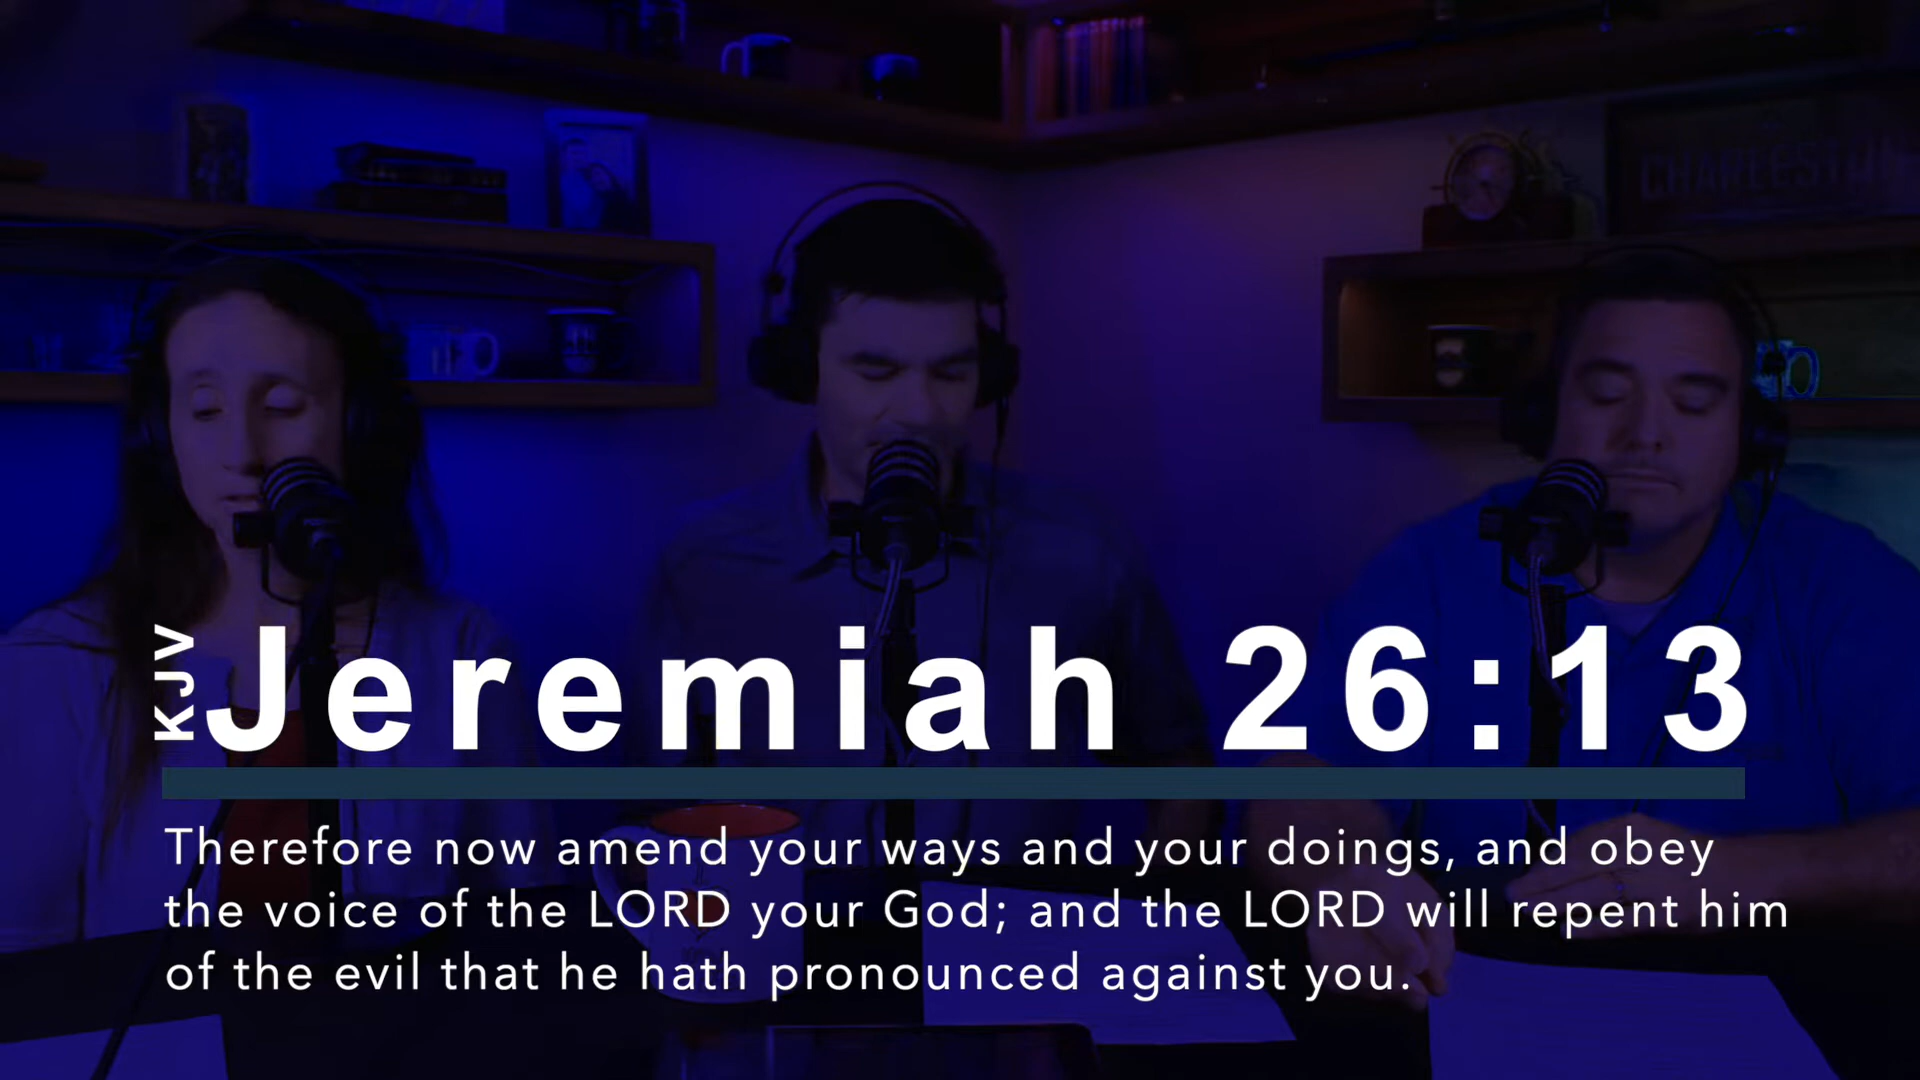 CHARLESTON
KJV
Jeremiah 26:13
Therefore now amend your ways and your doings, and obey
the voice of the LORD your God; and the LORD will repent him
of the evil that he hath pronounced against you.